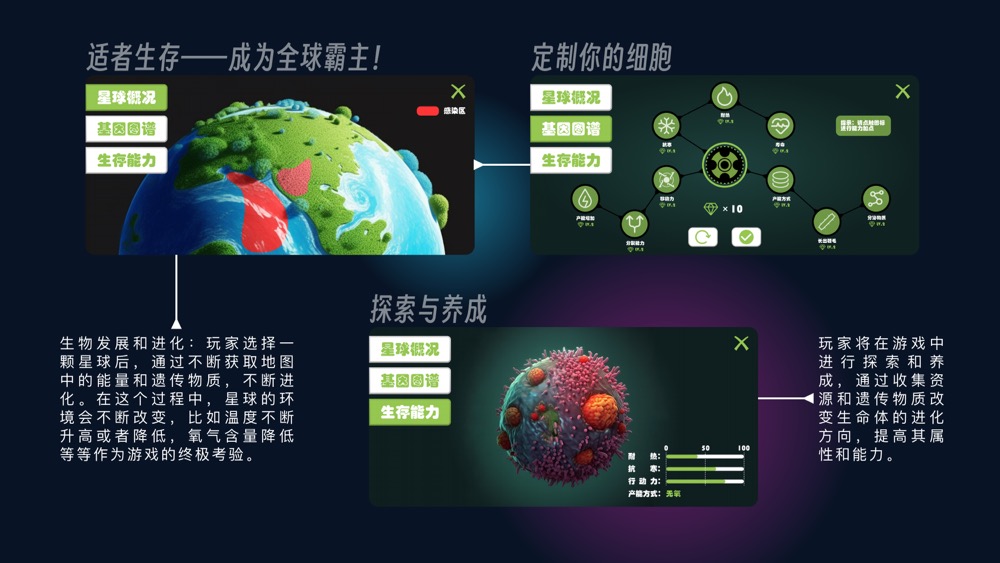 适者生存——成为全球霸主！
星球概况
基因图谱
生存能力
感染区
定制你的细胞
星球概况
基因图谱
生存能力
耐热
抗寒
寿命
移动力
产能方式
产能增加
分裂能力
长出鞭毛
分泌物质
× 10
提示：请点触图标
进行能力加点
探索与养成
星球概况
基因图谱
生存能力
0 50 100
耐 热：
抗 寒：
行 动 力：
产能方式：无氧
生物发展和进化：玩家选择一
颗星球后，通过不断获取地图
中的能量和遗传物质，不断进
化。在这个过程中，星球的环
境会不断改变，比如温度不断
升高或者降低，氧气含量降低
等等作为游戏的终极考验。
玩家将在游戏中
进行探索和养
成，通过收集资
源和遗传物质改
变生命体的进化
方向，提高其属
性和能力。